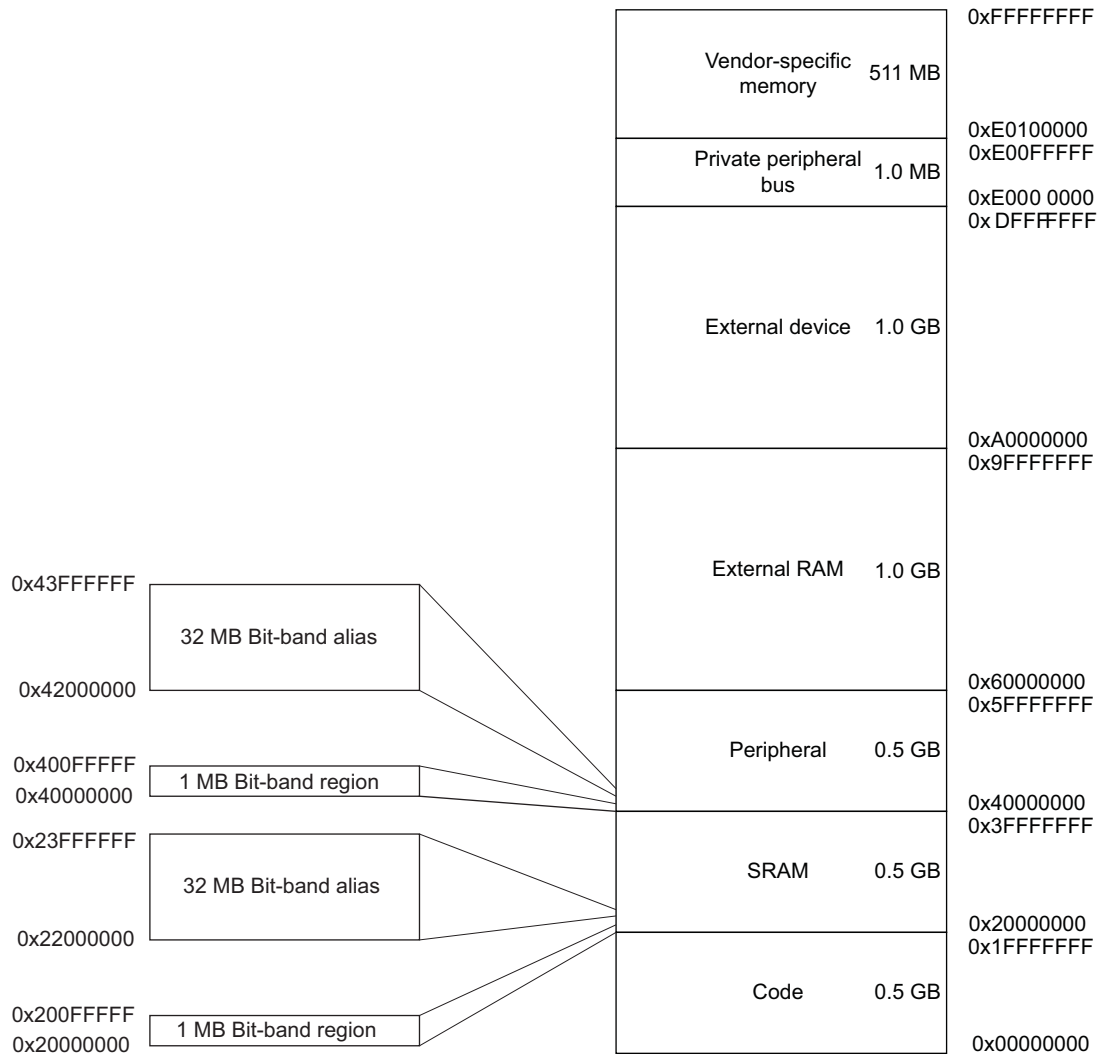 0xFFFFFFFF
Vendor-specific
memory
511 MB
0xE0100000
0xE00FFFFF
Private peripheral
bus
1.0 MB
0xE000 0000
0x DFFFFFFF
External device
1.0 GB
0xA0000000
0x9FFFFFFF
External RAM
1.0 GB
0x60000000
0x5FFFFFFF
Peripheral
0.5 GB
0x40000000
0x3FFFFFFF
SRAM
0.5 GB
0x20000000
0x1FFFFFFF
Code
0.5 GB
0x00000000
0x43FFFFFF
32 MB Bit-band alias
0x42000000
0x400FFFFF
1 MB Bit-band region
0x40000000
0x23FFFFFF
32 MB Bit-band alias
0x22000000
0x200FFFFF
1 MB Bit-band region
0x20000000